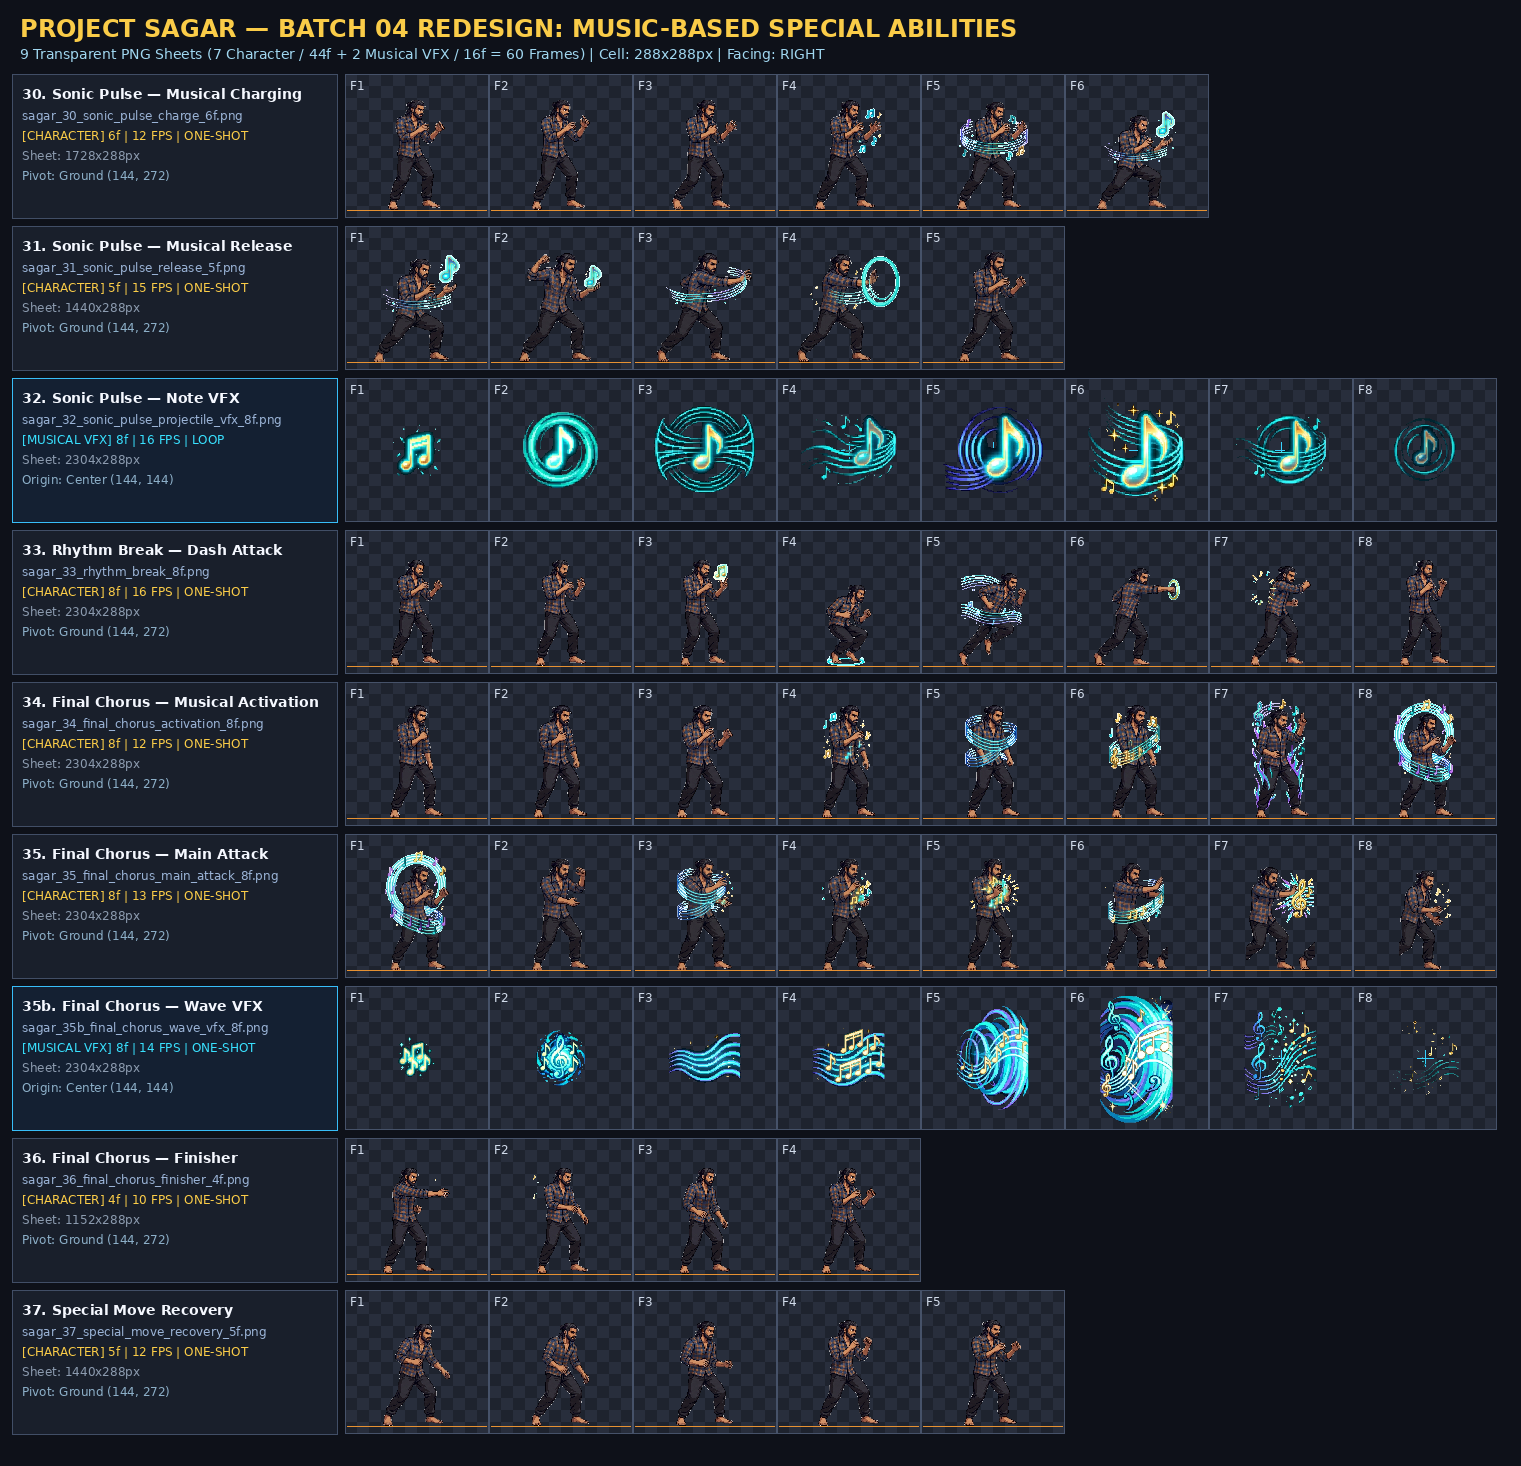 PROJECT SAGAR — BATCH 04 REDESIGN: MUSIC-BASED SPECIAL ABILITIES
9 Transparent PNG Sheets (7 Character / 44f + 2 Musical VFX / 16f = 60 Frames) | Cell: 288x288px | Facing: RIGHT
30. Sonic Pulse — Musical Charging
sagar_30_sonic_pulse_charge_6f.png
[CHARACTER] 6f | 12 FPS | ONE-SHOT
Sheet: 1728x288px
Pivot: Ground (144, 272)
F1 F2 F3 F4 F5 F6
31. Sonic Pulse — Musical Release
sagar_31_sonic_pulse_release_5f.png
[CHARACTER] 5f | 15 FPS | ONE-SHOT
Sheet: 1440x288px
Pivot: Ground (144, 272)
F1 F2 F3 F4 F5
32. Sonic Pulse — Note VFX
sagar_32_sonic_pulse_projectile_vfx_8f.png
[MUSICAL VFX] 8f | 16 FPS | LOOP
Sheet: 2304x288px
Origin: Center (144, 144)
F1 F2 F3 F4 F5 F6 F7 F8
33. Rhythm Break — Dash Attack
sagar_33_rhythm_break_8f.png
[CHARACTER] 8f | 16 FPS | ONE-SHOT
Sheet: 2304x288px
Pivot: Ground (144, 272)
F1 F2 F3 F4 F5 F6 F7 F8
34. Final Chorus — Musical Activation
sagar_34_final_chorus_activation_8f.png
[CHARACTER] 8f | 12 FPS | ONE-SHOT
Sheet: 2304x288px
Pivot: Ground (144, 272)
F1 F2 F3 F4 F5 F6 F7 F8
35. Final Chorus — Main Attack
sagar_35_final_chorus_main_attack_8f.png
[CHARACTER] 8f | 13 FPS | ONE-SHOT
Sheet: 2304x288px
Pivot: Ground (144, 272)
F1 F2 F3 F4 F5 F6 F7 F8
35b. Final Chorus — Wave VFX
sagar_35b_final_chorus_wave_vfx_8f.png
[MUSICAL VFX] 8f | 14 FPS | ONE-SHOT
Sheet: 2304x288px
Origin: Center (144, 144)
F1 F2 F3 F4 F5 F6 F7 F8
36. Final Chorus — Finisher
sagar_36_final_chorus_finisher_4f.png
[CHARACTER] 4f | 10 FPS | ONE-SHOT
Sheet: 1152x288px
Pivot: Ground (144, 272)
F1 F2 F3 F4
37. Special Move Recovery
sagar_37_special_move_recovery_5f.png
[CHARACTER] 5f | 12 FPS | ONE-SHOT
Sheet: 1440x288px
Pivot: Ground (144, 272)
F1 F2 F3 F4 F5